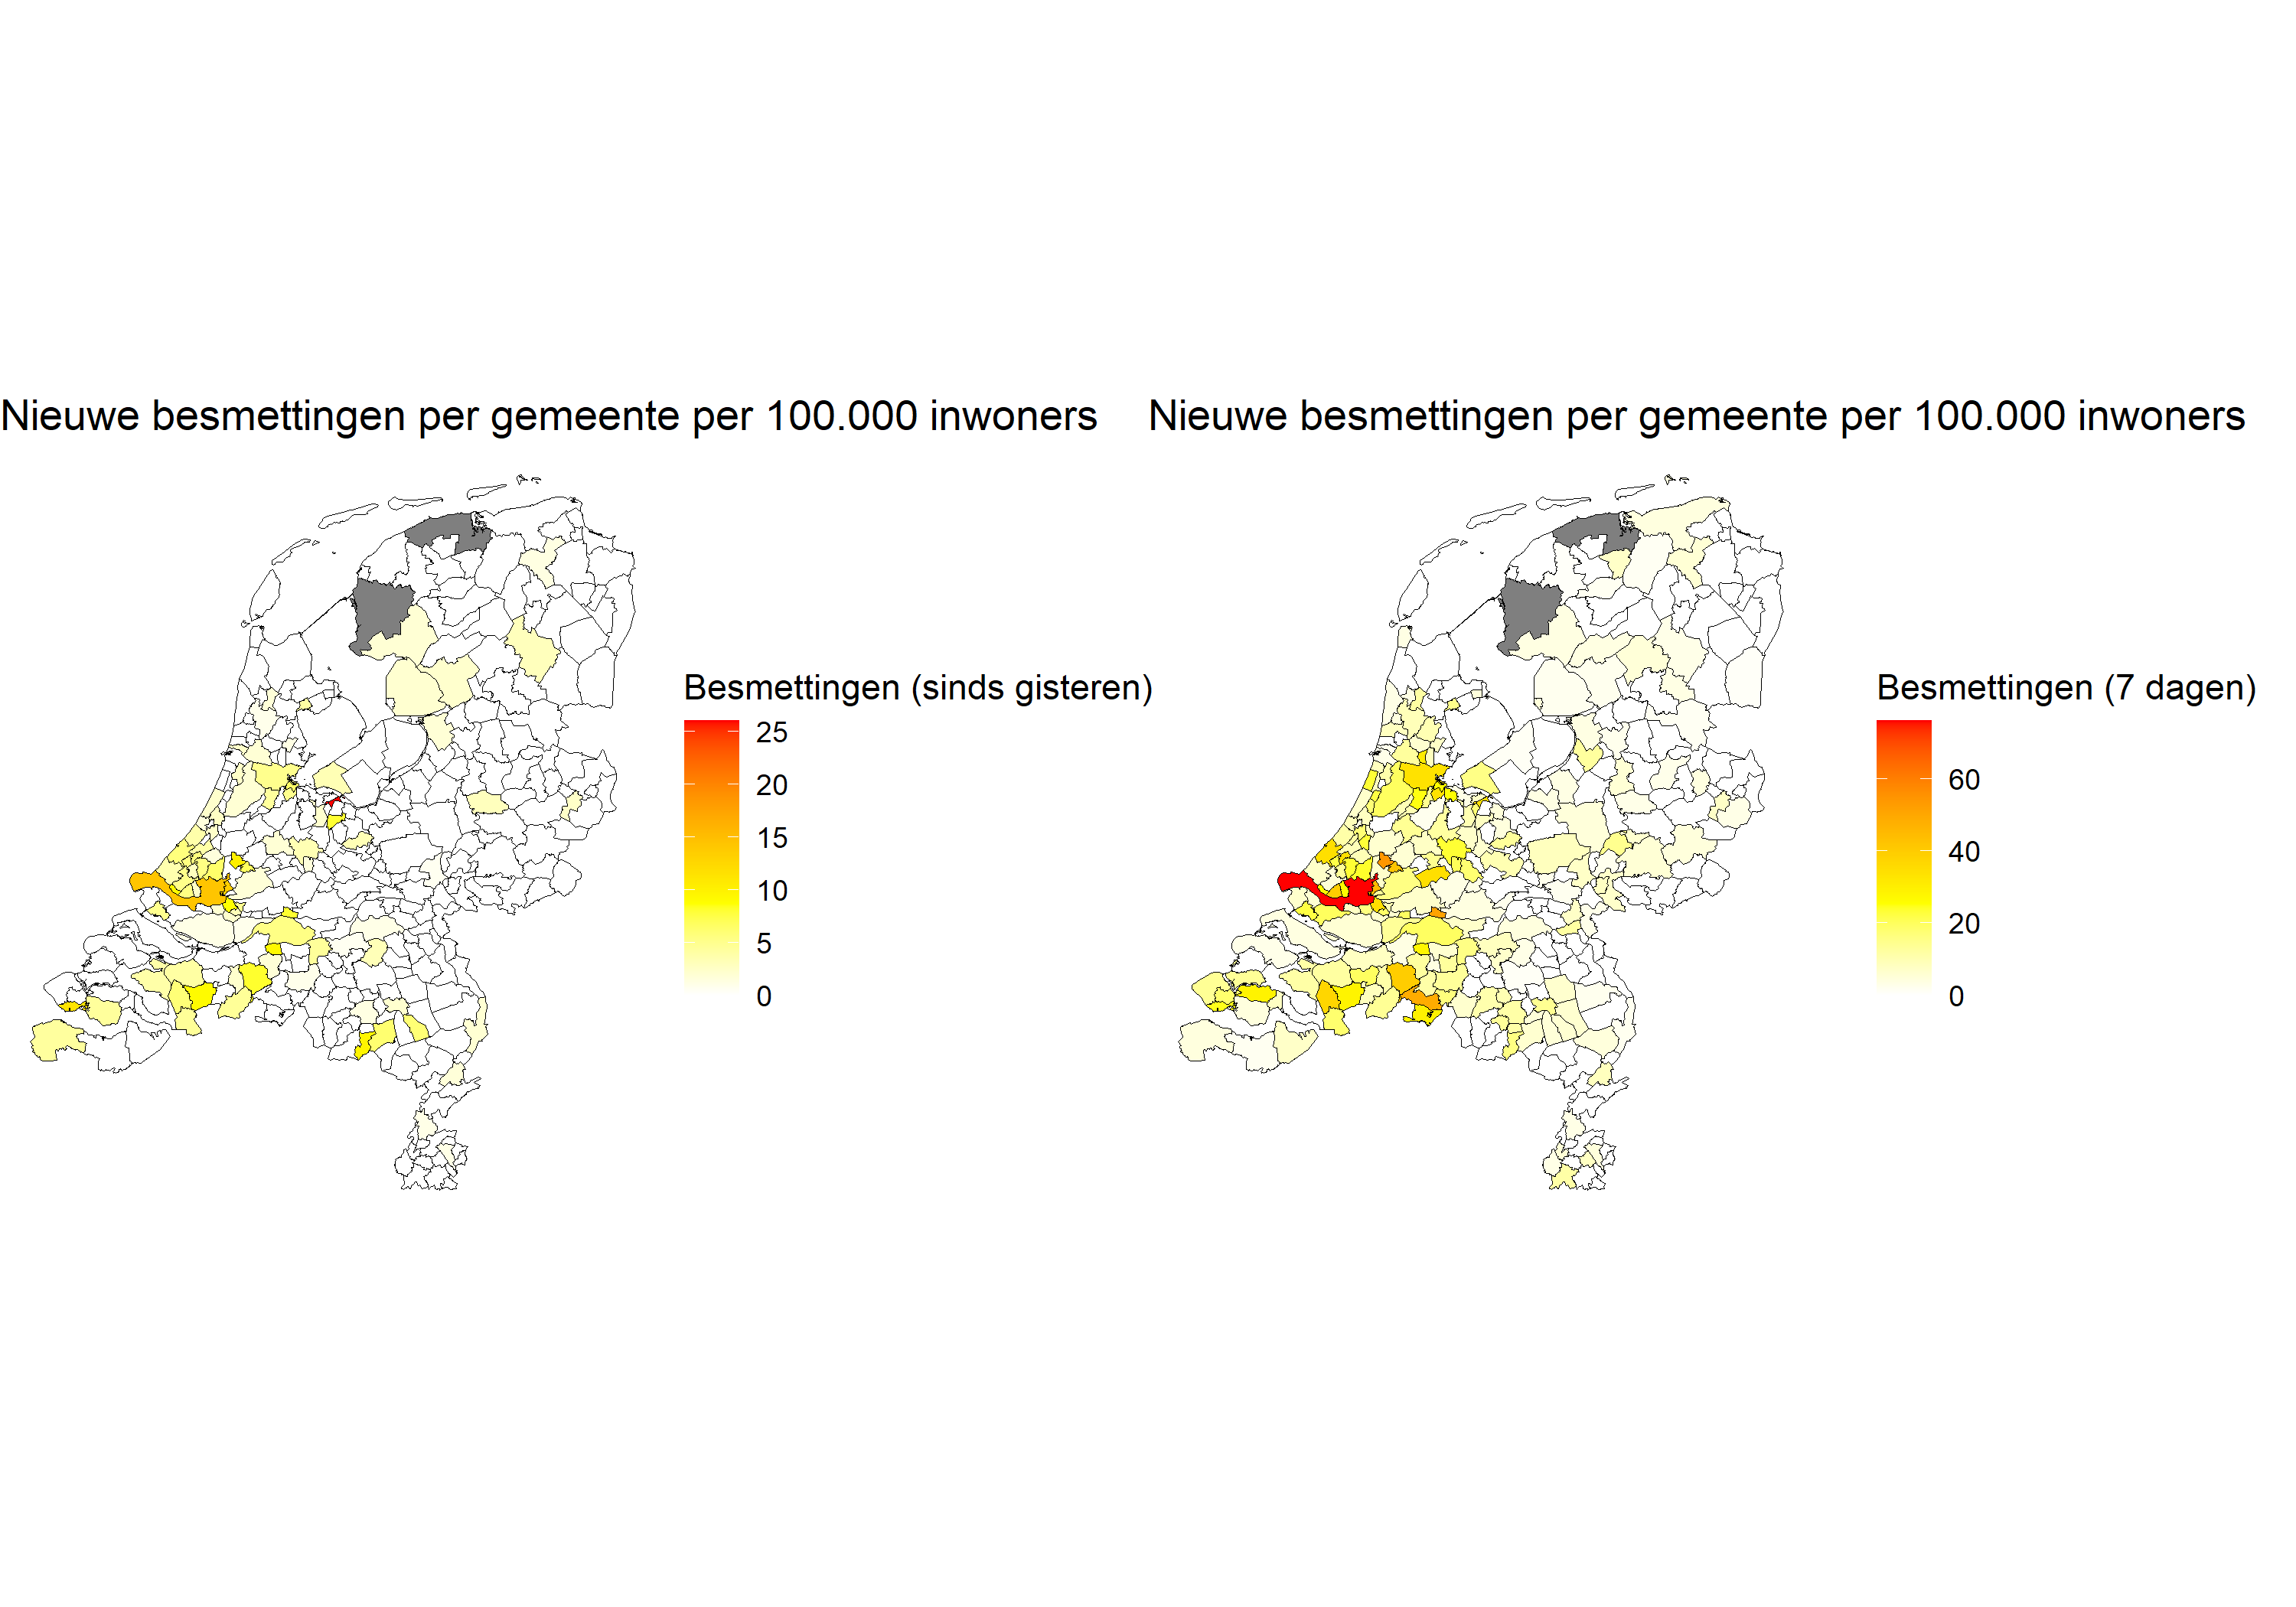 Nieuwe besmettingen per gemeente per 100.000 inwoners
Besmettingen (sinds gisteren)
25
20
15
10
5
0
Nieuwe besmettingen per gemeente per 100.000 inwoners
Besmettingen (7 dagen)
60
40
20
0